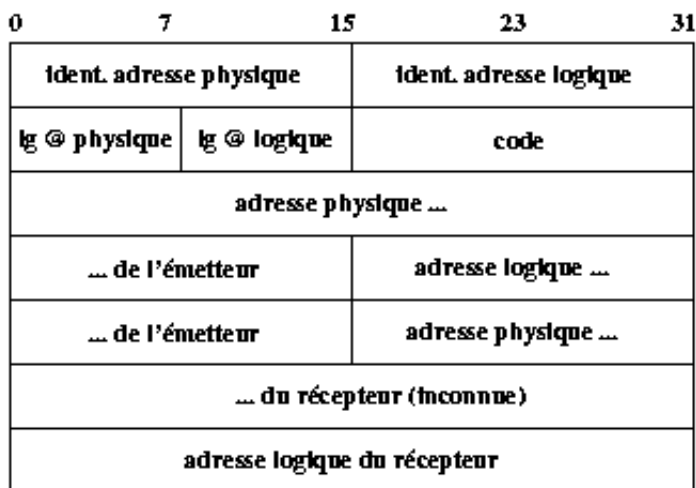 0 7 15 23 31
ident. adresse physique ident. adresse logique
lg @ physique lg @ logique code
adresse physique ...
... de l'émetteur adresse logique ...
... de l'émetteur adresse physique ...
... du récepteur (inconnue)
adresse logique du récepteur